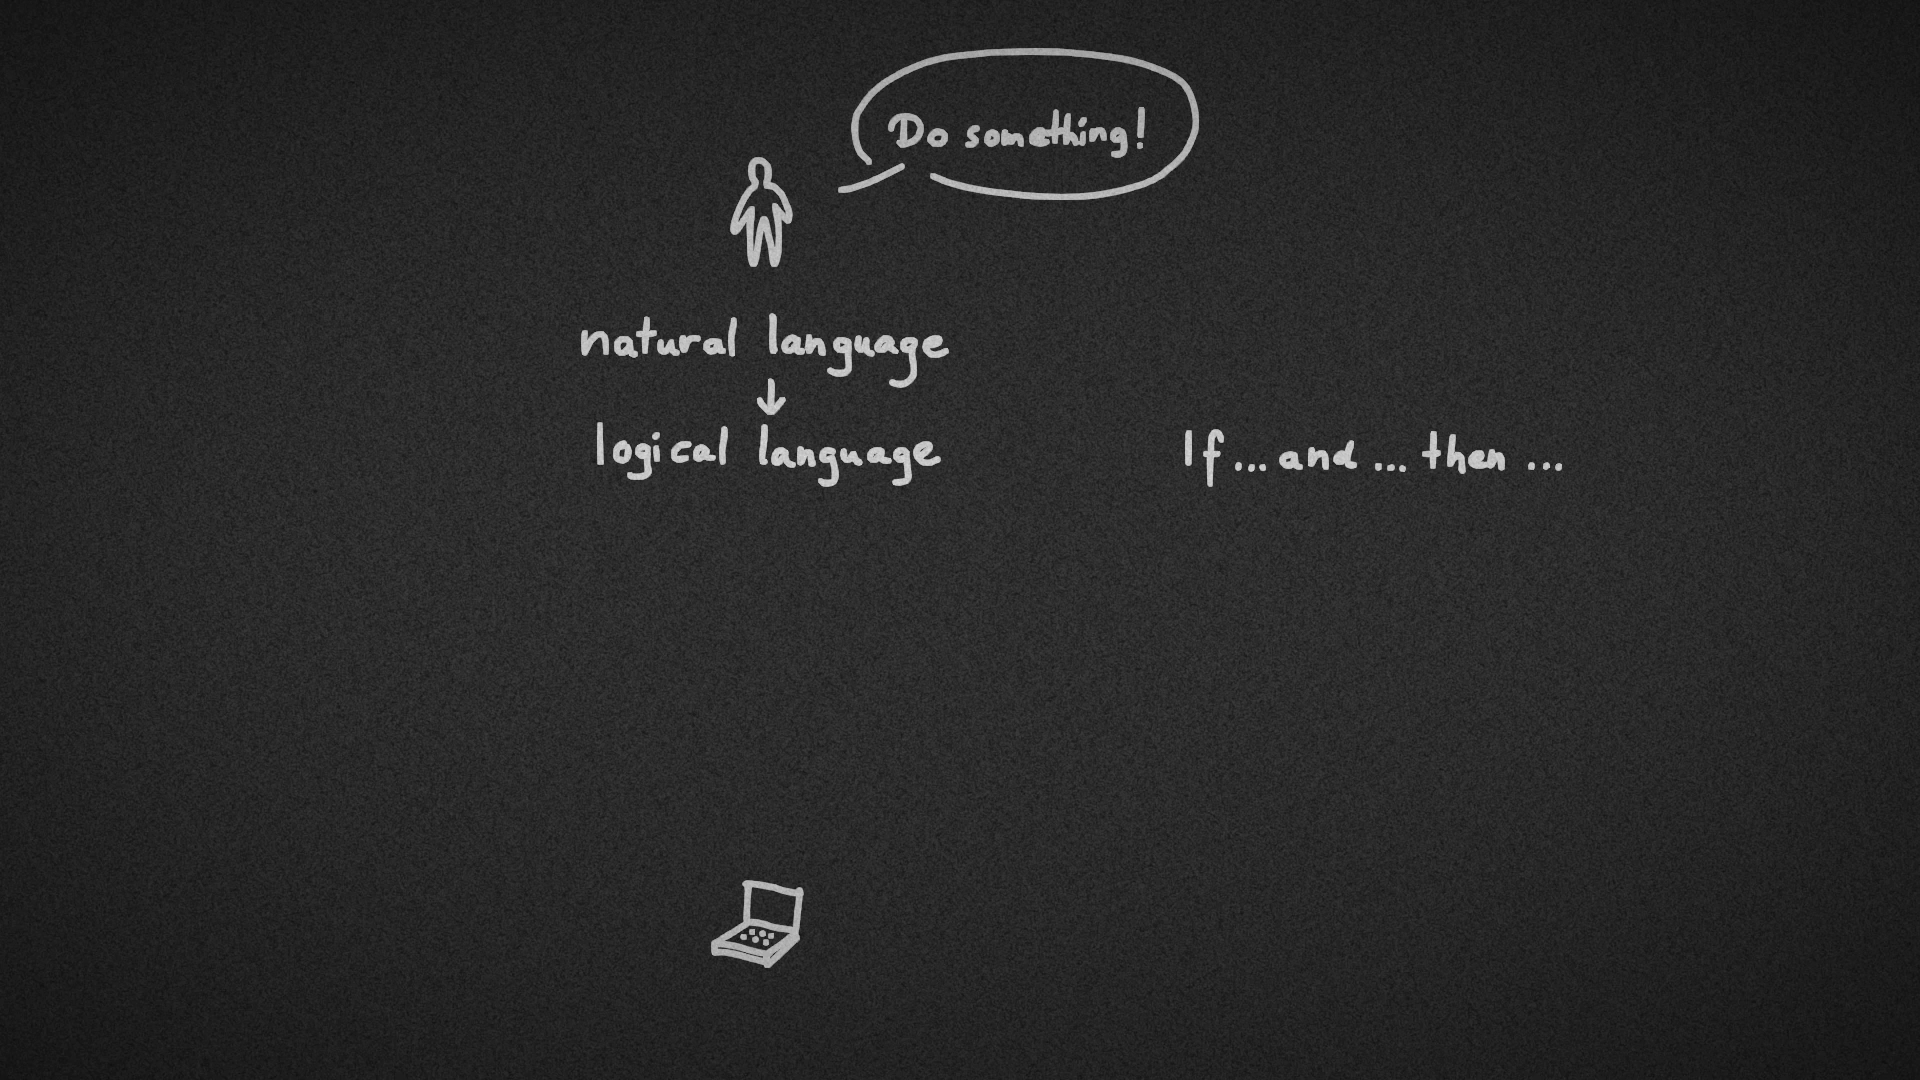 Do something!
natural language
logical language
If ... and ... then ...